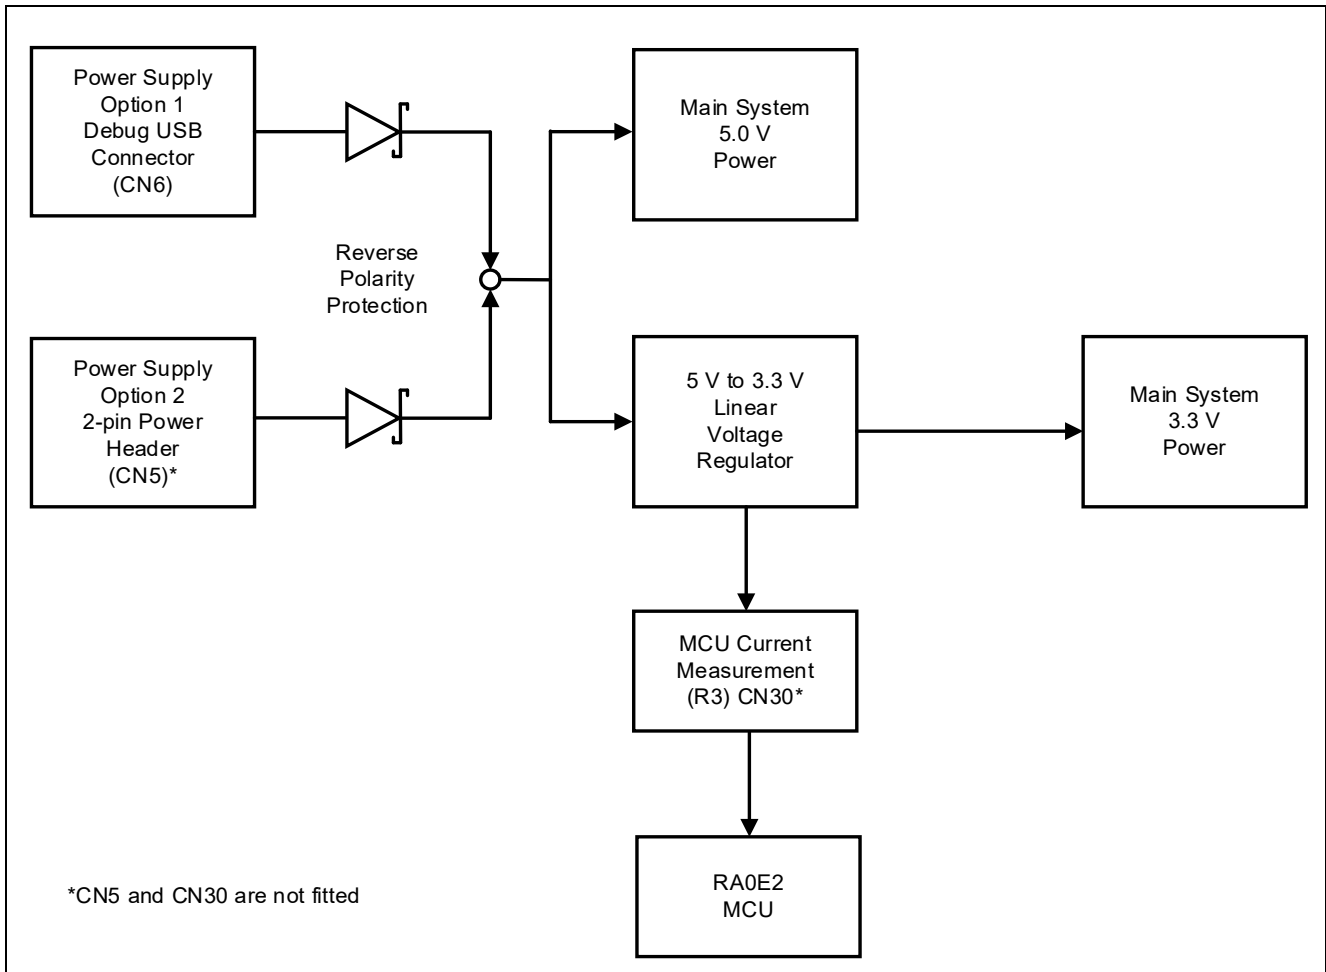 Power Supply
Option 1
Debug USB
Connector
(CN6)
Main System
5.0 V
Power
Reverse
Polarity
Protection
Power Supply
Option 2
2-pin Power
Header
(CN5)*
5 V to 3.3 V
Linear
Voltage
Regulator
Main System
3.3 V
Power
MCU Current
Measurement
(R3) CN30*
RA0E2
MCU
*CN5 and CN30 are not fitted